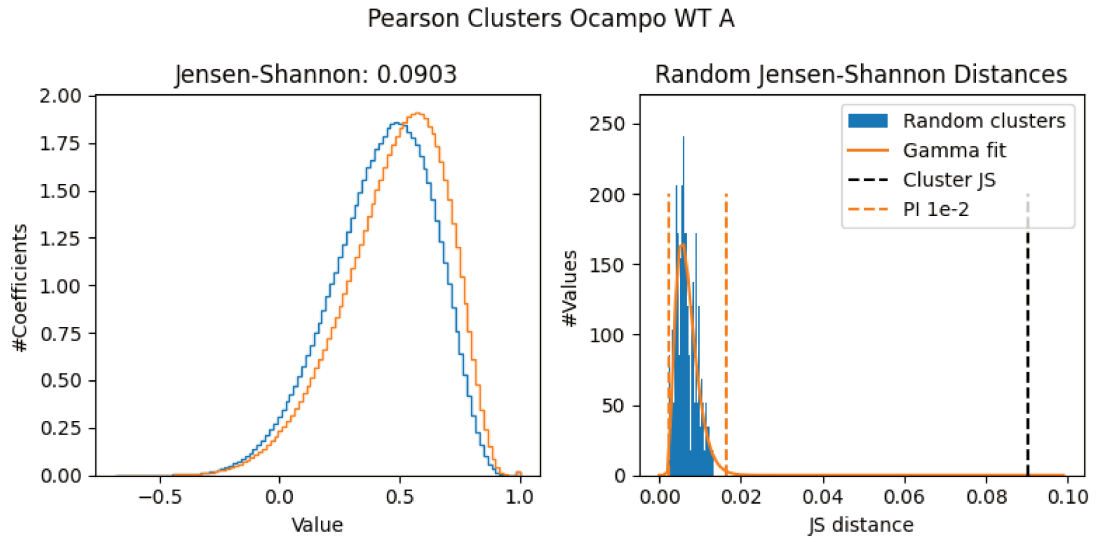 Pearson Clusters Ocampo WT A
Jensen-Shannon: 0.0903
2.00
1.75
1.50
1.25
1.00
0.75
0.50
0.25
0.00
#Coefficients
−0.5
0.0
0.5
1.0
Value
Random Jensen-Shannon Distances
250
200
150
100
50
0
#Values
Random clusters
Gamma fit
Cluster JS
PI 1e-2
0.00
0.02
0.04
0.06
0.08
0.10
JS distance